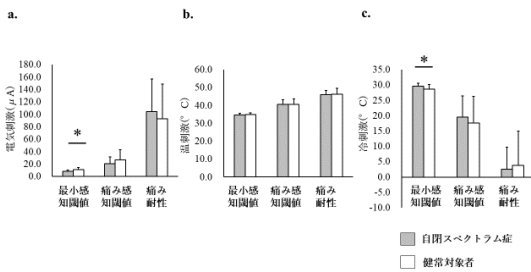 a.
電気刺激(μA)
180.0
160.0
140.0
120.0
100.0
80.0
60.0
40.0
20.0
0.0
*
最小感 痛み感 痛み
知閾値 知閾値 耐性
b.
温刺激(° C)
60.0
50.0
40.0
30.0
20.0
10.0
0.0
最小感 痛み感 痛み
知閾値 知閾値 耐性
c.
冷刺激(° C)
35.0
30.0
25.0
20.0
15.0
10.0
5.0
0.0
-5.0
-10.0
*
最小感 痛み感 痛み
知閾値 知閾値 耐性
自閉スペクトラム症
健常対象者